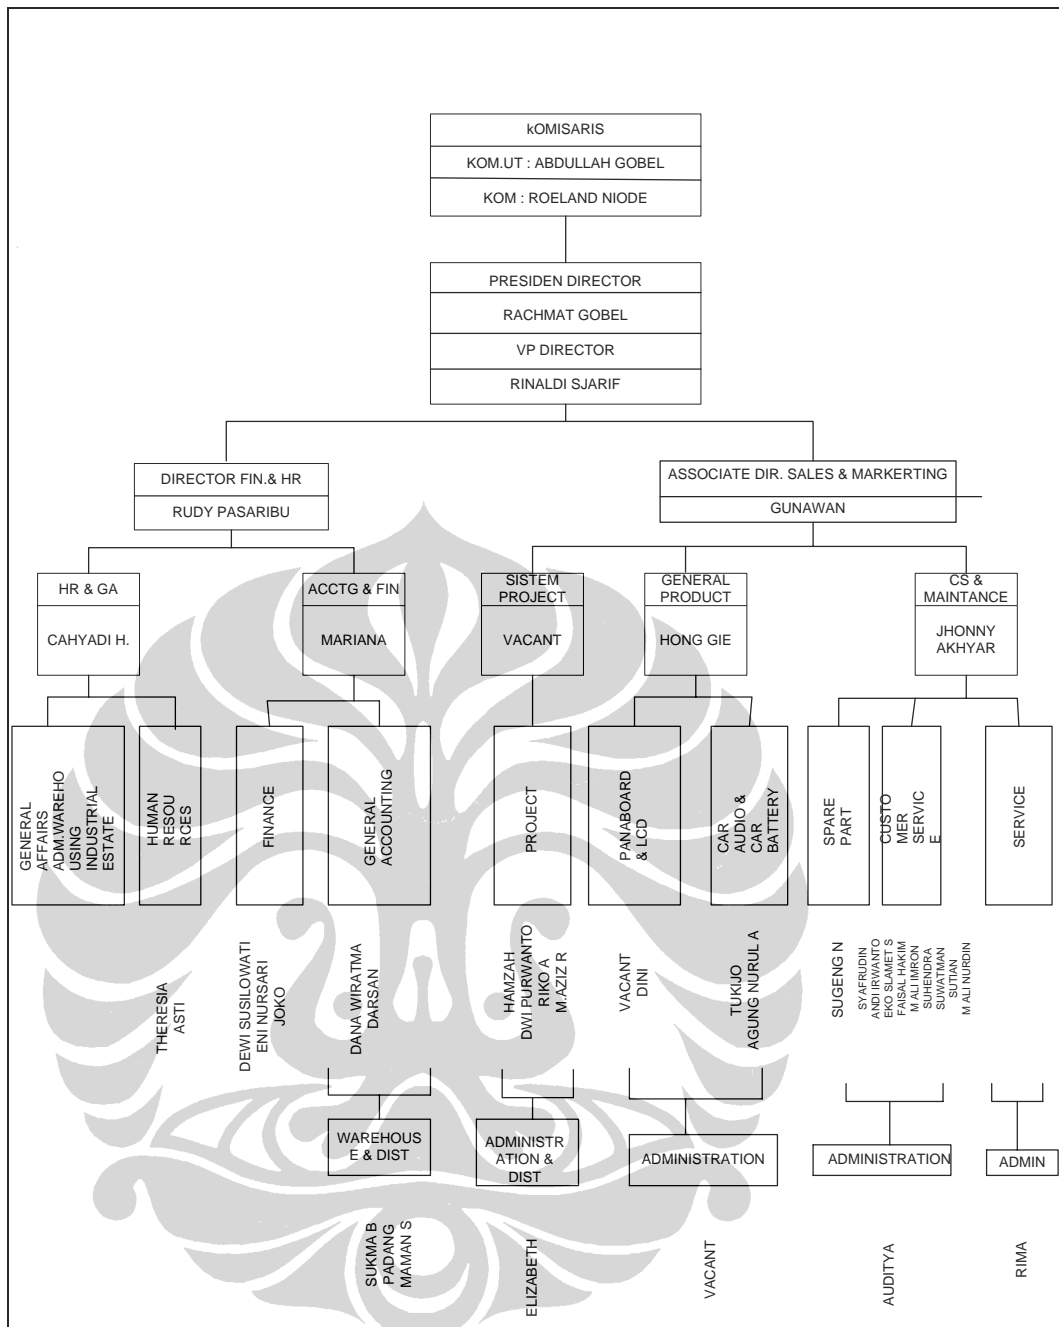 kOMISARIS
KOM.UT : ABDULLAH GOBEL
KOM : ROELAND NIODE
PRESIDEN DIRECTOR
RACHMAT GOBEL
VP DIRECTOR
RINALDI SJARIF
DIRECTOR FIN.& HR
RUDY PASARIBU
ASSOCIATE DIR. SALES & MARKERTING
GUNAWAN
HR & GA
CAHYADI H.
ACCTG & FIN
MARIANA
SISTEM
PROJECT
VACANT
GENERAL
PRODUCT
HONG GIE
CS &
MAINTANCE
JHONNY
AKHYAR
GENERAL
AFFAIRS
ADM.WAREHO
USING
INDUSTRIAL
ESTATE
HUMAN
RESOU
RCES
FINANCE
GENERAL
ACCOUNTING
PROJECT
PANABOARD
& LCD
CAR
AUDIO &
CAR
BATTERY
SPARE
PART
CUSTO
MER
SERVIC
E
SERVICE
THERESIA
ASTI
DEWI SUSILOWATI
ENI NURSARI
JOKO
DANA WIRATMA
DARSAN
HAMZAH
DWI PURWANTO
RIKO A
M.AZIZ R
VACANT
DINI
TUKIJO
AGUNG NURUL A
SUGENG N
SYAFRUDIN
ANDI IRWANTO
EKO SLAMET S
FAISAL HAKIM
M ALI IMRON
SUHENDRA
SUWATMAN
SUTIAN
M ALI NURDIN
WAREHOUS
E & DIST
ADMINISTR
ATION &
DIST
ADMINISTRATION
ADMINISTRATION
ADMIN
SUKMA B
PADANG
MAMAN S
ELIZABETH
VACANT
AUDITYA
RIMA